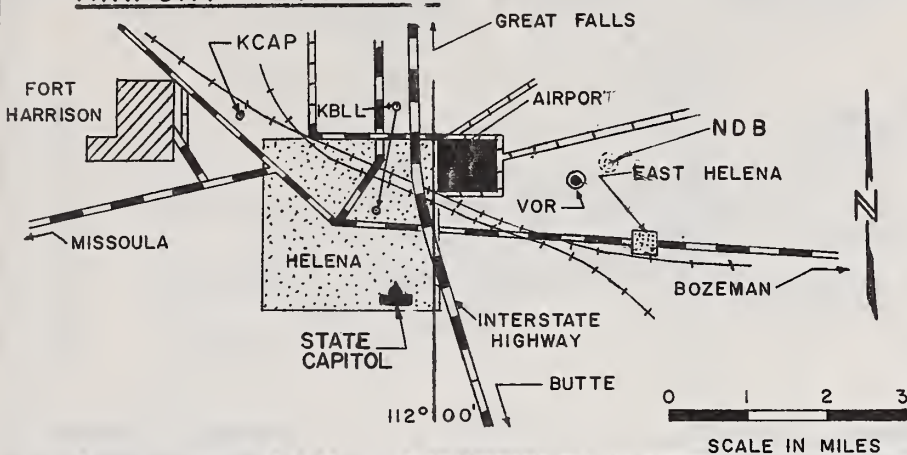 GREAT FALLS
KCAP
FORT
HARRISON
KBLL
AIRPORT
NDB
EAST HELENA
VOR
MISSOULA
HELENA
BOZEMAN
N
STATE
CAPITOL
INTERSTATE
HIGHWAY
BUTTE
112° 00'
0 1 2 3
SCALE IN MILES